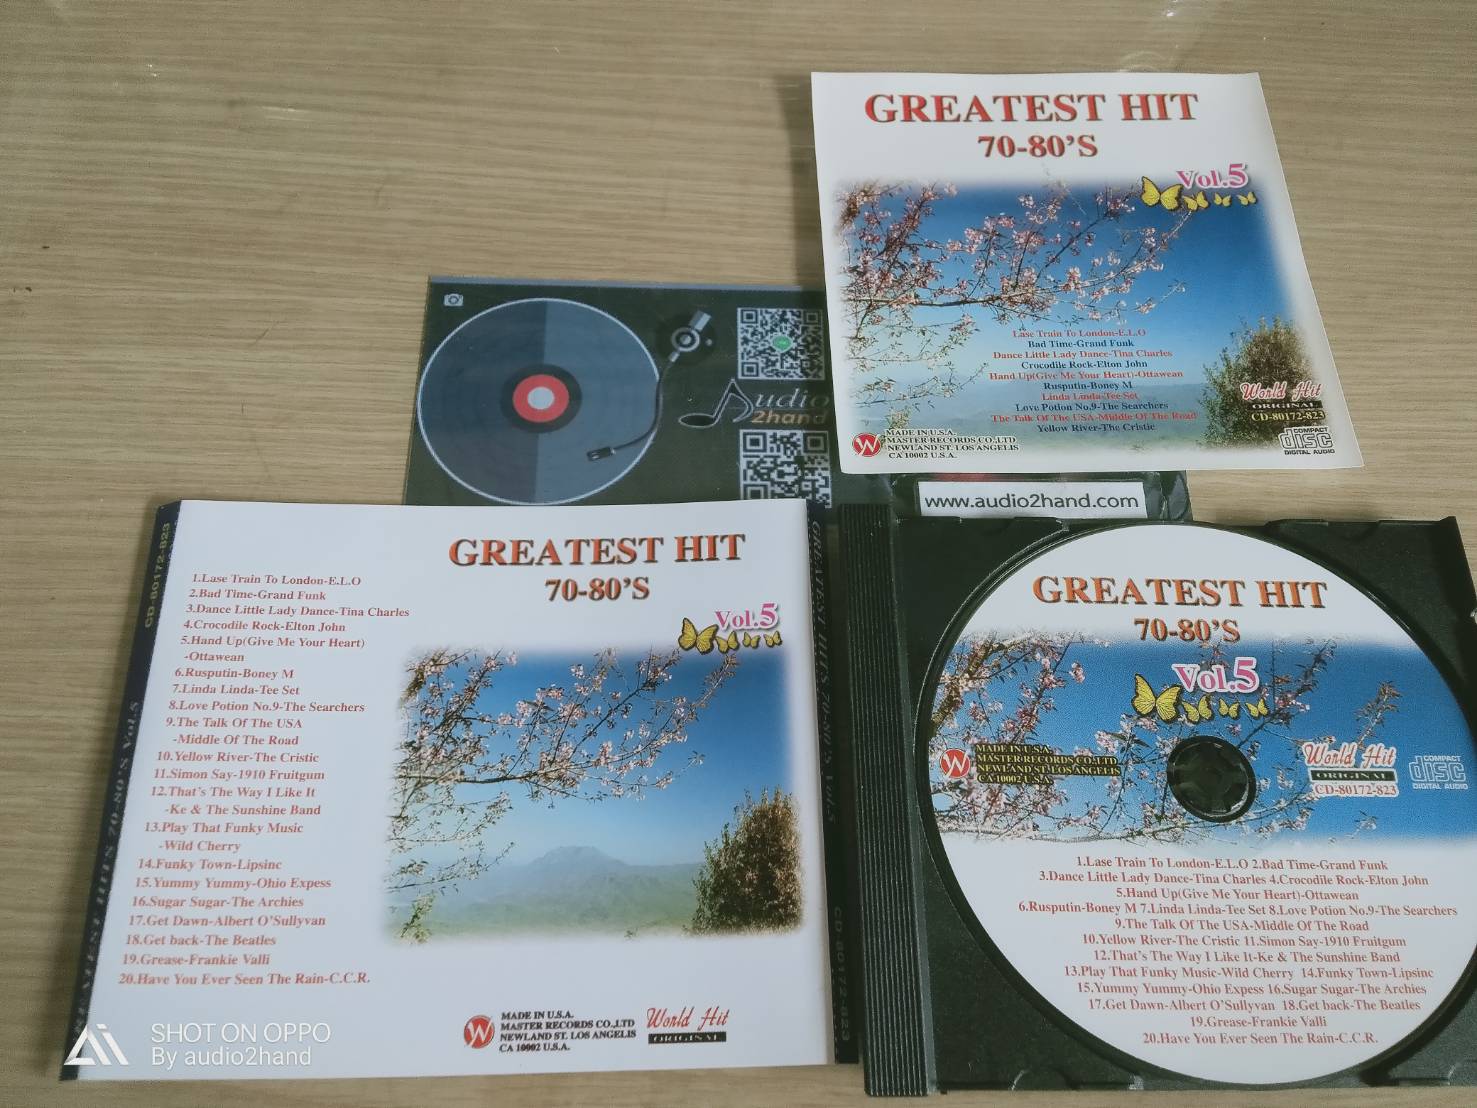 GREATEST HIT
70-80'S
Vol.5
Lase Train To London-E.L.O
Bad Time-Graud Funk
Dance Little Lady Dance-Tina Charles
Crocodile Rock-Elton John
Hand Up(Give Me Your Heart)-Ottawean
Rusputin-Boney M
Linda Linda-Tee Set
Love Potion No.9-The Searchers
The Talk Of The USA-Middle Of The Road
Yellow River-The Cristic
World Hit
ORIGINAL
CD-80172-823
W
MADE IN U.S.A.
MASTER RECORDS CO.,LTD
NEWLAND ST. LOS ANGELIS
CA 10002 U.S.A.
COMPACT
disc
DIGITAL AUDIO
Audio
2hand
www.audio2hand.com
CD-80172-823
GREATEST HITS 70-80'S Vol.5
GREATEST HIT
70-80'S
Vol.5
1.Lase Train To London-E.L.O
2.Bad Time-Grand Funk
3.Dance Little Lady Dance-Tina Charles
4.Crocodile Rock-Elton John
5.Hand Up(Give Me Your Heart)
-Ottawean
6.Rusputin-Boney M
7.Linda Linda-Tee Set
8.Love Potion No.9-The Searchers
9.The Talk Of The USA
-Middle Of The Road
10.Yellow River-The Cristic
11.Simon Say-1910 Fruitgum
12.That's The Way I Like It
-Ke & The Sunshine Band
13.Play That Funky Music
-Wild Cherry
14.Funky Town-Lipsinc
15.Yummy Yummy-Ohio Expess
16.Sugar Sugar-The Archies
17.Get Dawn-Albert O'Sullyvan
18.Get back-The Beatles
19.Grease-Frankie Valli
20.Have You Ever Seen The Rain-C.C.R.
W
MADE IN U.S.A.
MASTER RECORDS CO.,LTD
NEWLAND ST. LOS ANGELIS
CA 10002 U.S.A.
World Hit
ORIGINAL
GREATEST HITS 70-80'S Vol.5
CD-80172-823
GREATEST HIT
70-80'S
Vol.5
W
MADE IN U.S.A.
MASTER RECORDS CO.,LTD
NEWLAND ST. LOS ANGELIS
CA 10002 U.S.A.
World Hit
ORIGINAL
CD-80172-823
COMPACT
disc
DIGITAL AUDIO
1.Lase Train To London-E.L.O 2.Bad Time-Grand Funk
3.Dance Little Lady Dance-Tina Charles 4.Crocodile Rock-Elton John
5.Hand Up(Give Me Your Heart)-Ottawean
6.Rusputin-Boney M 7.Linda Linda-Tee Set 8.Love Potion No.9-The Searchers
9.The Talk Of The USA-Middle Of The Road
10.Yellow River-The Cristic 11.Simon Say-1910 Fruitgum
12.That's The Way I Like It-Ke & The Sunshine Band
13.Play That Funky Music-Wild Cherry 14.Funky Town-Lipsinc
15.Yummy Yummy-Ohio Expess 16.Sugar Sugar-The Archies
17.Get Dawn-Albert O'Sullyvan 18.Get back-The Beatles
19.Grease-Frankie Valli
20.Have You Ever Seen The Rain-C.C.R.
SHOT ON OPPO
By audio2hand